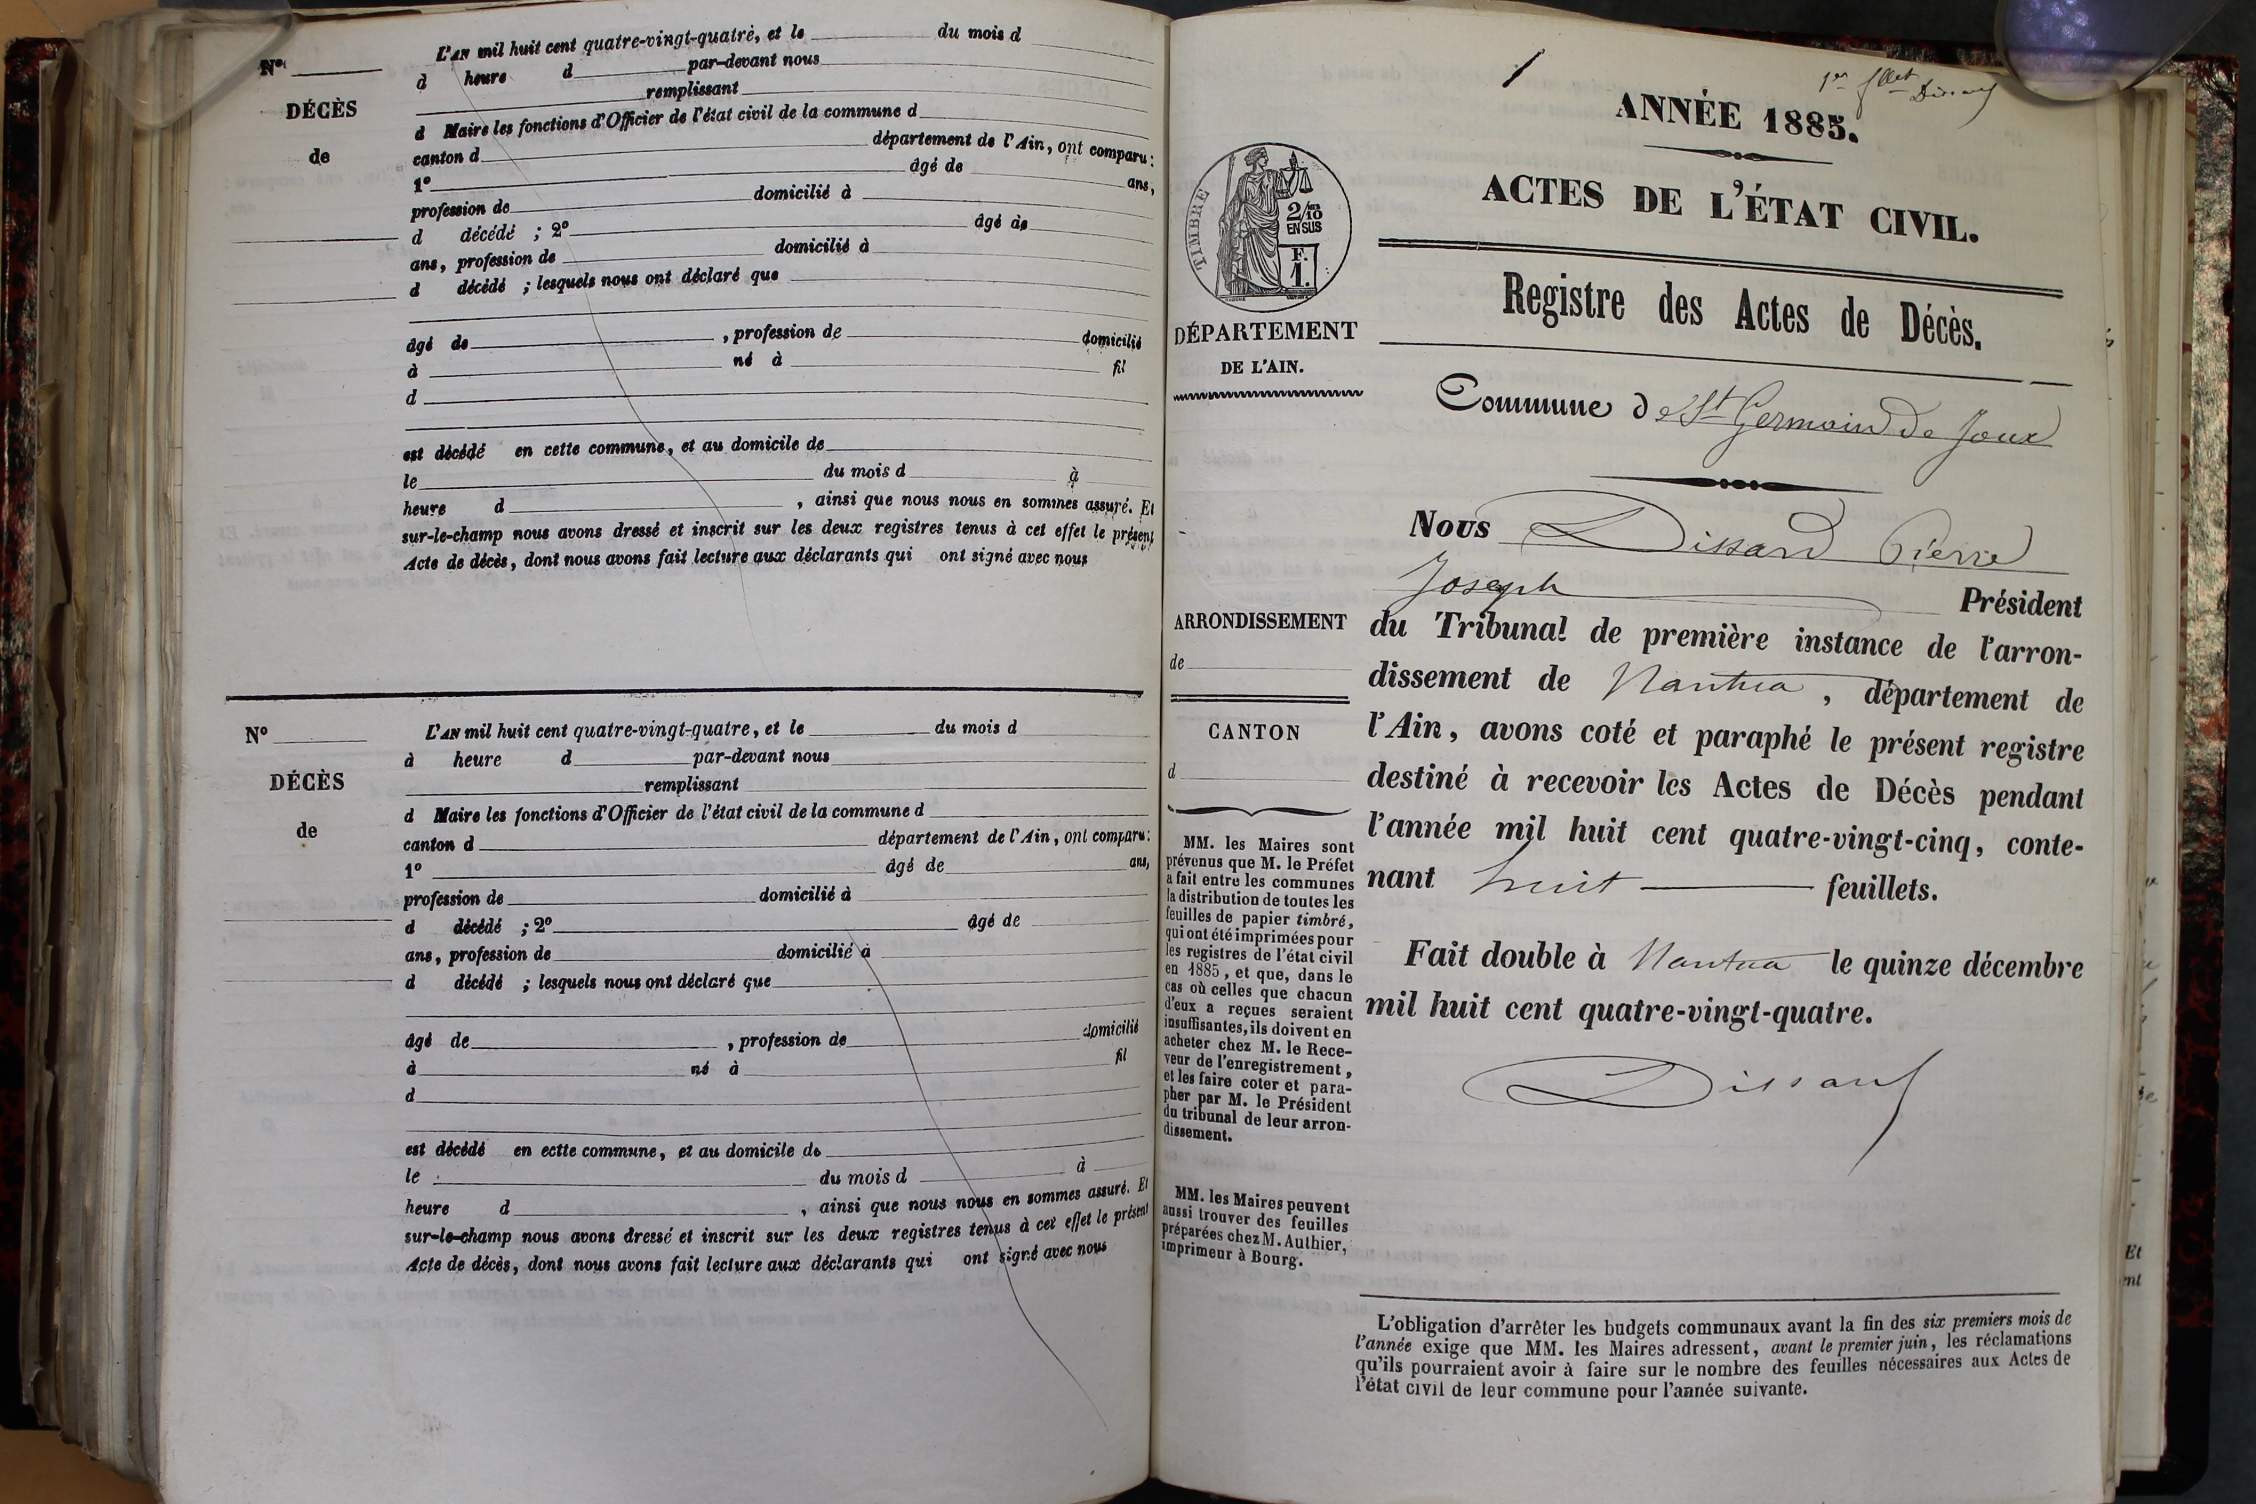 N°
DÉCÈS
de
L'AN mil huit cent quatre-vingt-quatre, et le du mois d
à heure d par-devant nous
remplissant
d Maire les fonctions d'Officier de l'état civil de la commune d
canton d département de l'Ain, ont comparu:
1° âgé de ans,
profession de domicilié à
d décédé ; 2° âgé de
ans, profession de domicilié à
d décédé ; lesquels nous ont déclaré que
âgé de , profession de domicilié
à né à fil
d
est décédé en cette commune, et au domicile de
le du mois d à
heure d , ainsi que nous nous en sommes assuré. Et
sur-le-champ nous avons dressé et inscrit sur les deux registres tenus à cet effet le présent
Acte de décès, dont nous avons fait lecture aux déclarants qui ont signé avec nous
N°
DÉCÈS
de
L'AN mil huit cent quatre-vingt-quatre, et le du mois d
à heure d par-devant nous
remplissant
d Maire les fonctions d'Officier de l'état civil de la commune d
canton d département de l'Ain, ont comparu:
1° âgé de ans,
profession de domicilié à
d décédé ; 2° âgé de
ans, profession de domicilié à
d décédé ; lesquels nous ont déclaré que
âgé de , profession de domicilié
à né à fil
d
est décédé en cette commune, et au domicile de
le du mois d à
heure d , ainsi que nous nous en sommes assuré. Et
sur-le-champ nous avons dressé et inscrit sur les deux registres tenus à cet effet le présent
Acte de décès, dont nous avons fait lecture aux déclarants qui ont signé avec nous
1
1er fllet
Dissard
TIMBRE
2/10
EN SUS
F.
1.
DÉPARTEMENT
DE L'AIN.
ARRONDISSEMENT
de
CANTON
d
MM. les Maires sont
prévenus que M. le Préfet
a fait entre les communes
la distribution de toutes les
feuilles de papier timbré,
qui ont été imprimées pour
les registres de l'état civil
en 1885, et que, dans le
cas où celles que chacun
d'eux a reçues seraient
insuffisantes, ils doivent en
acheter chez M. le Rece-
veur de l'enregistrement,
et les faire coter et para-
pher par M. le Président
du tribunal de leur arron-
dissement.
MM. les Maires peuvent
aussi trouver des feuilles
préparées chez M. Authier,
imprimeur à Bourg.
ANNÉE 1885.
ACTES DE L'ÉTAT CIVIL.
Registre des Actes de Décès.
Commune de St Germain de Joux
Nous Dissard Pierre
Joseph Président
du Tribunal de première instance de l'arron-
dissement de Nantua, département de
l'Ain, avons coté et paraphé le présent registre
destiné à recevoir les Actes de Décès pendant
l'année mil huit cent quatre-vingt-cinq, conte-
nant huit feuillets.
Fait double à Nantua le quinze décembre
mil huit cent quatre-vingt-quatre.
Dissard
L'obligation d'arrêter les budgets communaux avant la fin des six premiers mois de
l'année exige que MM. les Maires adressent, avant le premier juin, les réclamations
qu'ils pourraient avoir à faire sur le nombre des feuilles nécessaires aux Actes de
l'état civil de leur commune pour l'année suivante.
Et